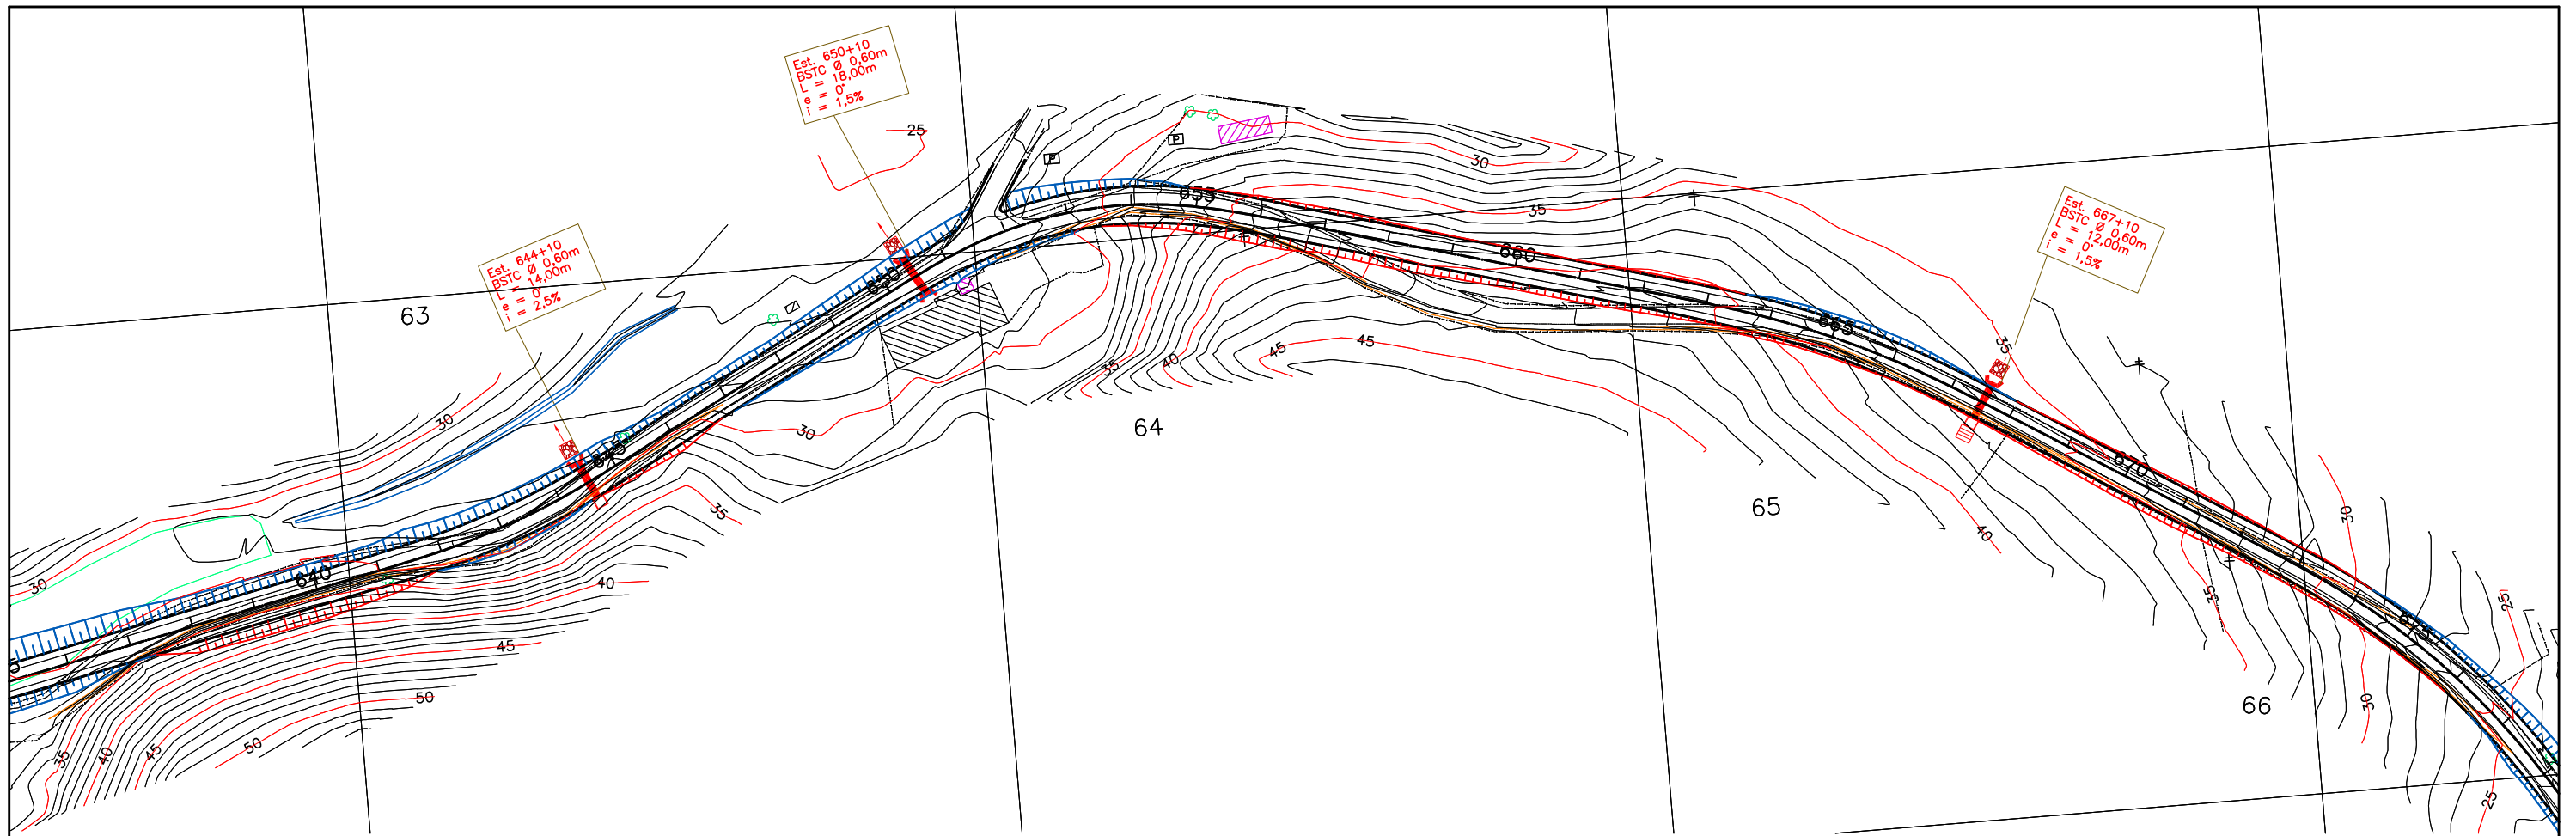 Est. 650+10
BSTC Ø 0,60m
L = 18,00m
e = 0°
i = 1,5%
25
P
P
30
655
35
Est. 667+10
BSTC Ø 0,60m
L = 12,00m
e = 0°
i = 1,5%
Est. 644+10
BSTC Ø 0,60m
L = 14,00m
e = 0°
i = 2,5%
63
650
660
665
35
45
45
35
40
30
30
64
645
670
65
35
30
40
640
30
40
35
25
675
45
50
66
30
50
35
40
45
25